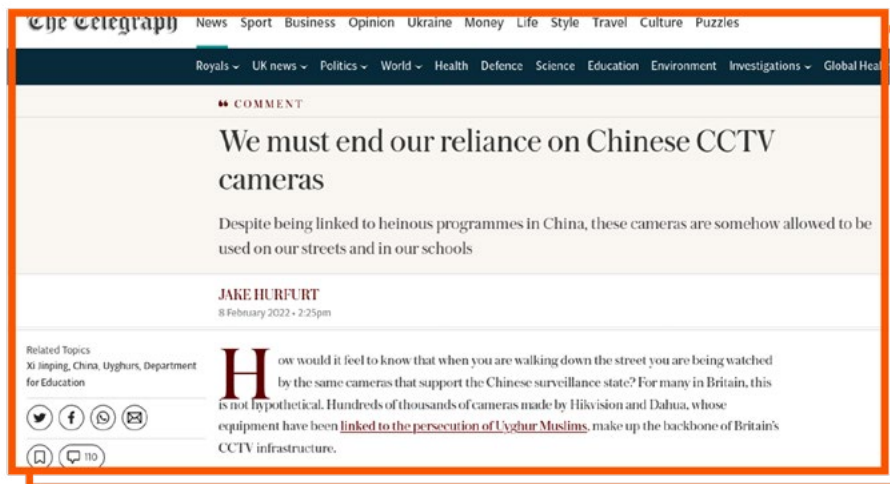 The Telegraph News Sport Business Opinion Ukraine Money Life Style Travel Culture Puzzles
Royals UK news Politics World Health Defence Science Education Environment Investigations Global Heal
COMMENT
We must end our reliance on Chinese CCTV
cameras
Despite being linked to heinous programmes in China, these cameras are somehow allowed to be
used on our streets and in our schools
JAKE HURFURT
8 February 2022 • 2:25pm
Related Topics
Xi Jinping, China, Uyghurs, Department
for Education
110
How would it feel to know that when you are walking down the street you are being watched
by the same cameras that support the Chinese surveillance state? For many in Britain, this
is not hypothetical. Hundreds of thousands of cameras made by Hikvision and Dahua, whose
equipment have been linked to the persecution of Uyghur Muslims, make up the backbone of Britain's
CCTV infrastructure.